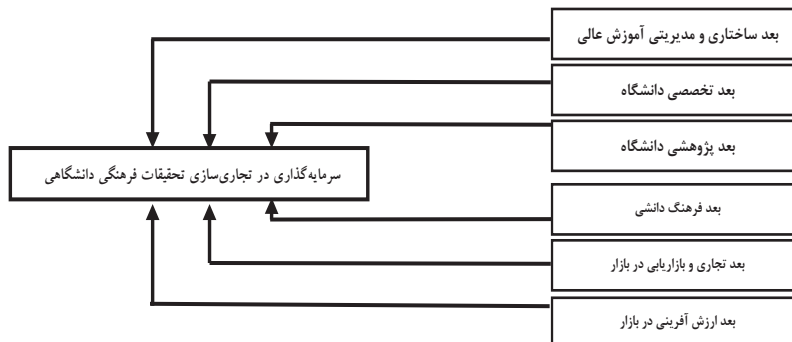 بعد ساختاری و مدیریتی آموزش عالی
بعد تخصصی دانشگاه
بعد پژوهشی دانشگاه
سرمایه‌گذاری در تجاری‌سازی تحقیقات فرهنگی دانشگاهی
بعد فرهنگ دانشی
بعد تجاری و بازاریابی در بازار
بعد ارزش آفرینی در بازار